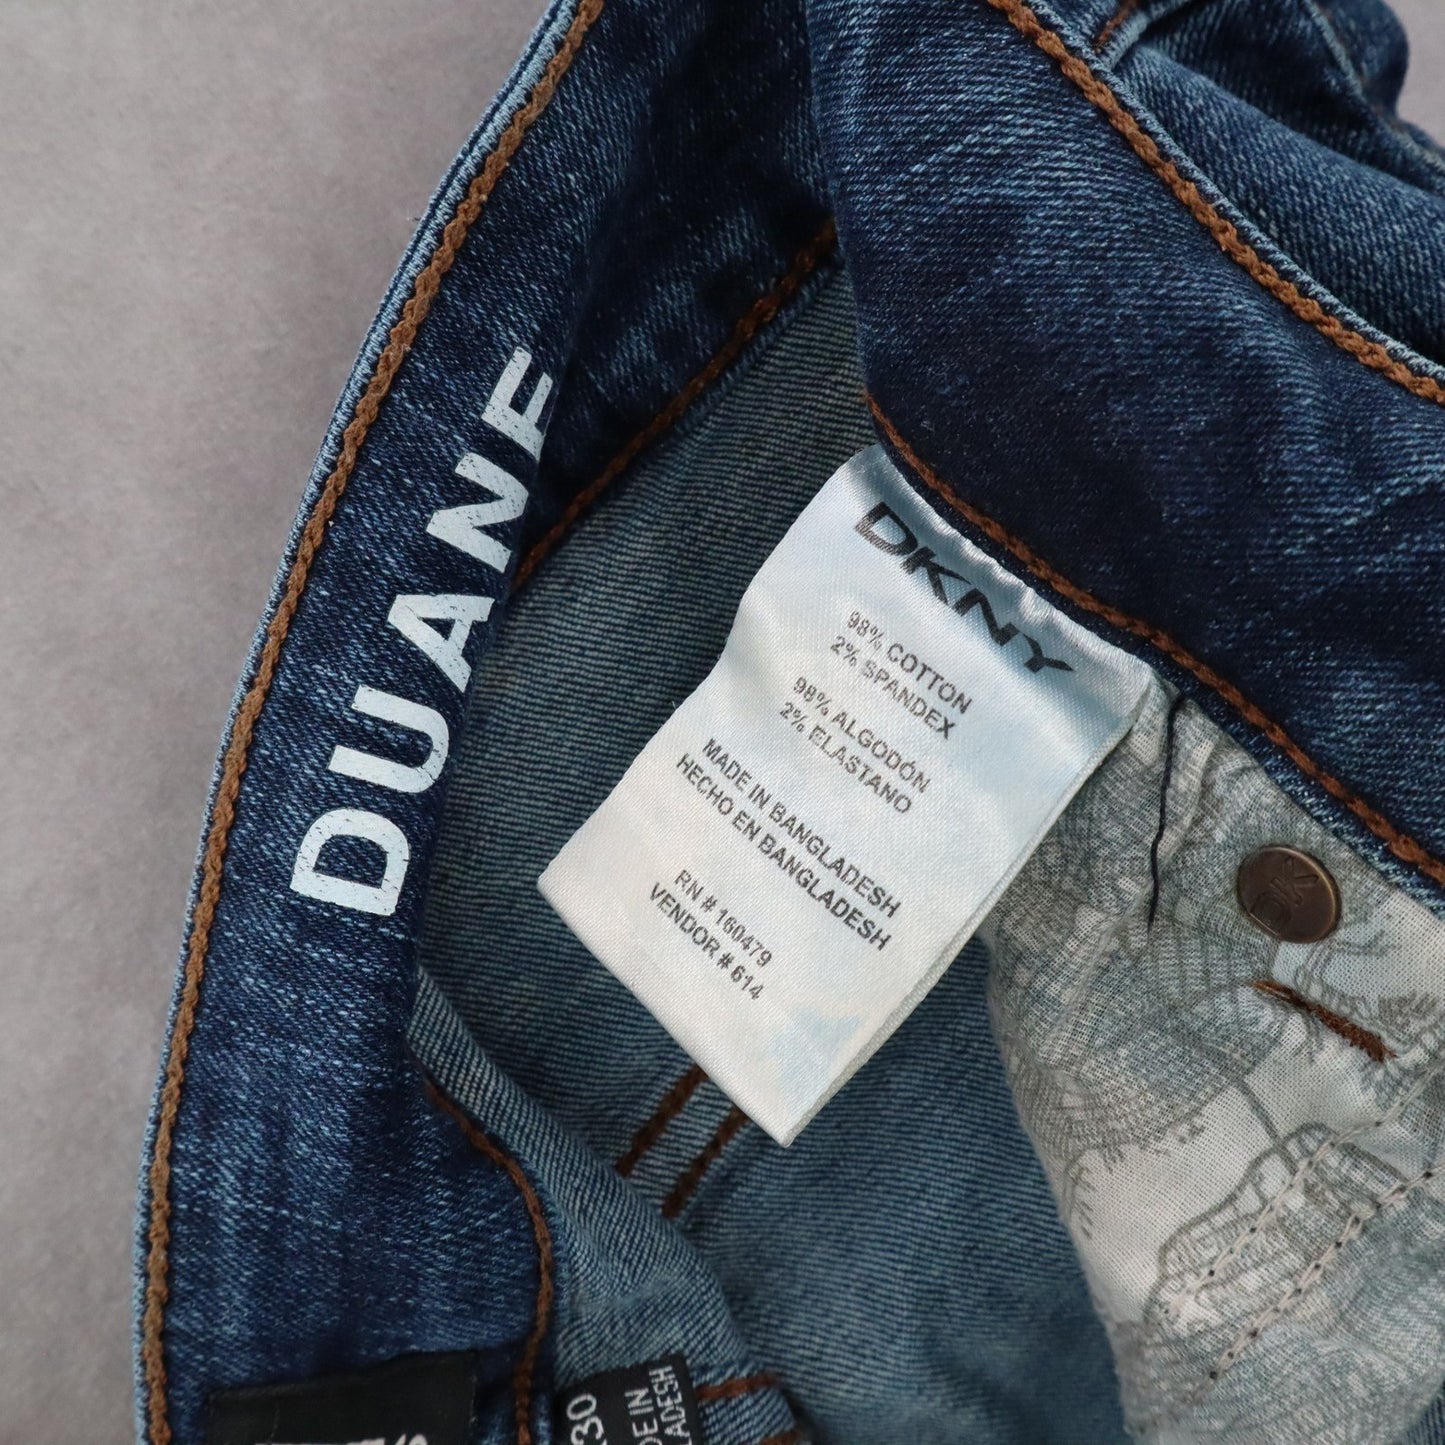 DUANE
DKNY
98% COTTON
2% SPANDEX
98% ALGODÓN
2% ELASTANO
MADE IN BANGLADESH
HECHO EN BANGLADESH
RN # 160479
VENDOR # 614
DK